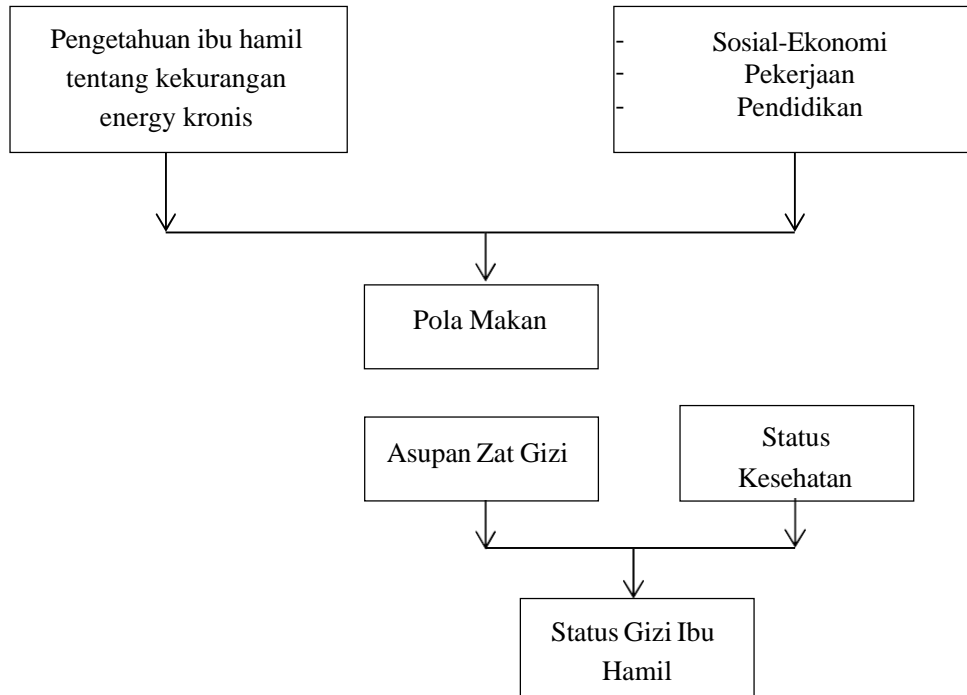 Pengetahuan ibu hamil
tentang kekurangan
energy kronis
- Sosial-Ekonomi
- Pekerjaan
- Pendidikan
Pola Makan
Asupan Zat Gizi
Status
Kesehatan
Status Gizi Ibu
Hamil